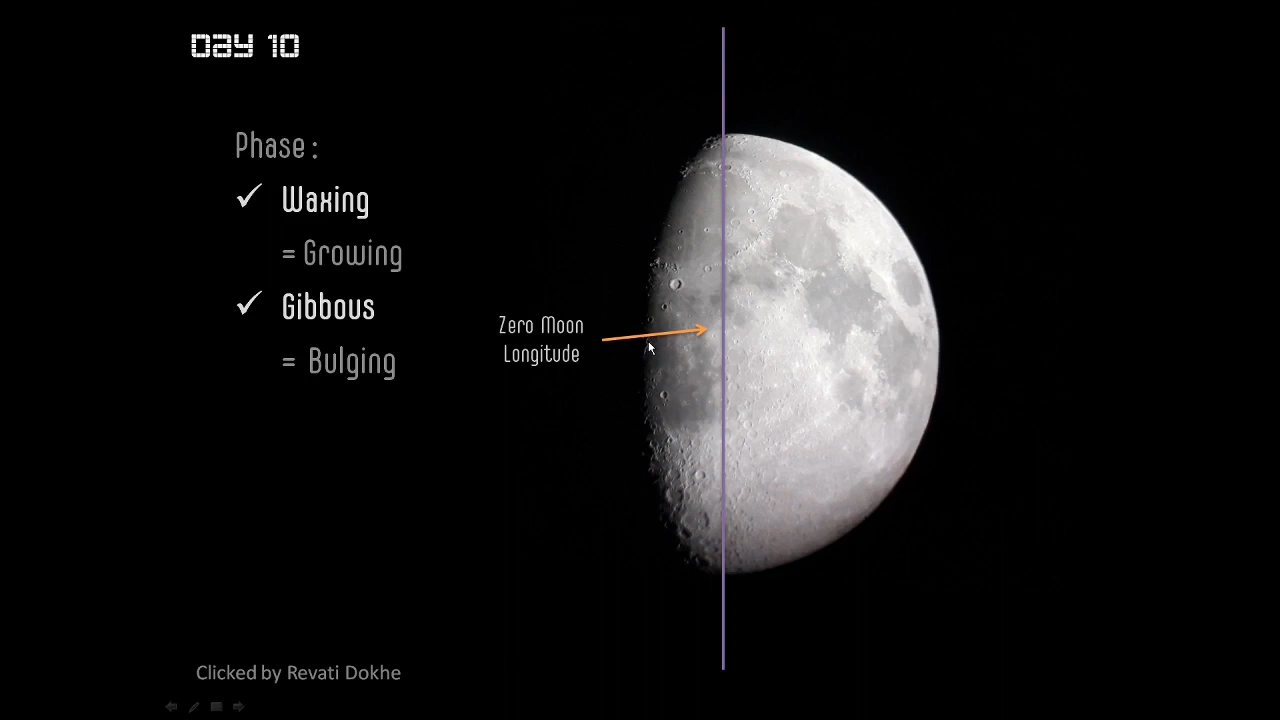 Day 10
Phase :
✓ Waxing
= Growing
✓ Gibbous
= Bulging
Zero Moon
Longitude
Clicked by Revati Dokhe